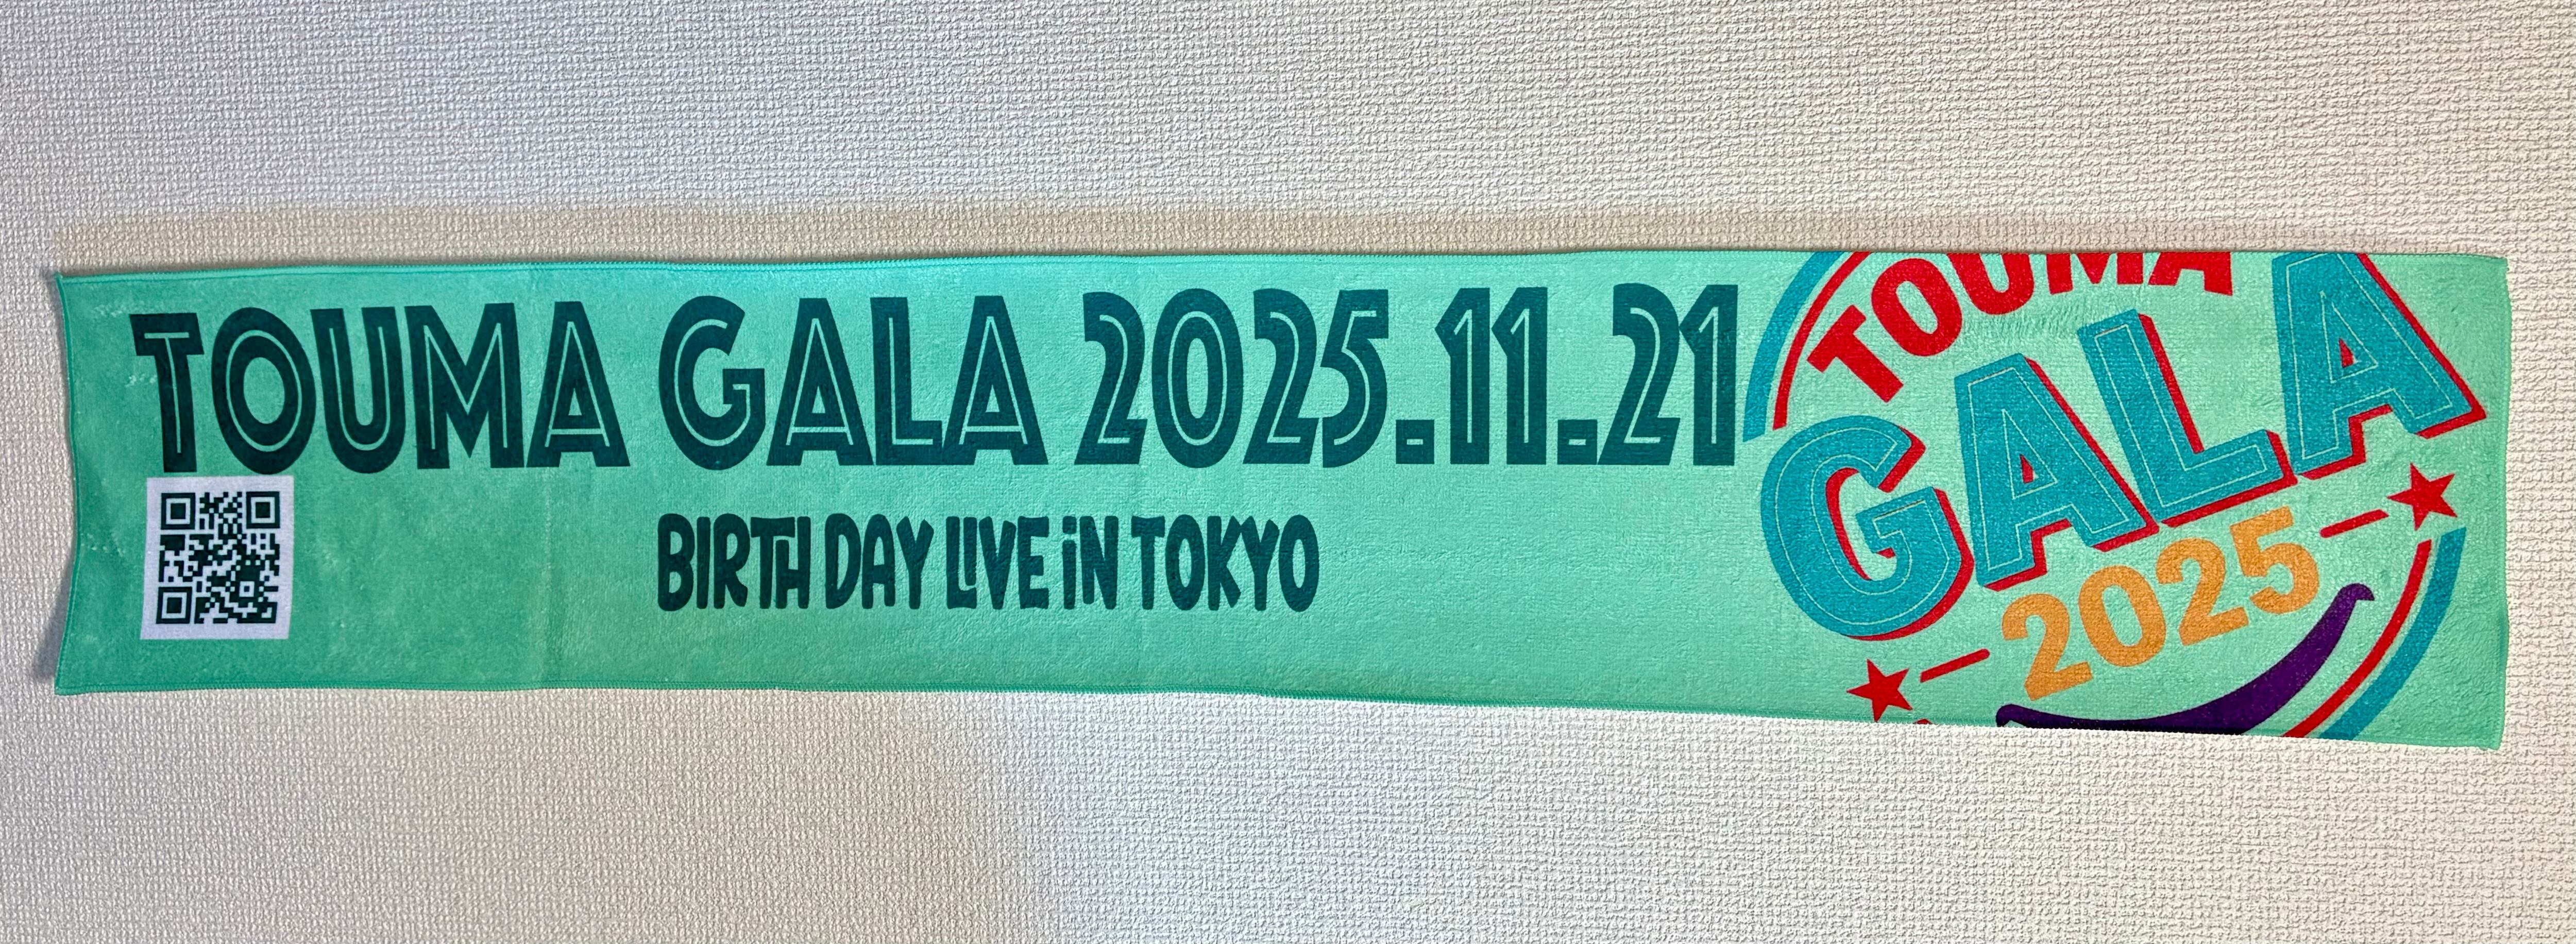 TOUMA GALA 2025.11.21
BIRTH DAY LIVE iN TOKYO
TOUMA
GALA
2025